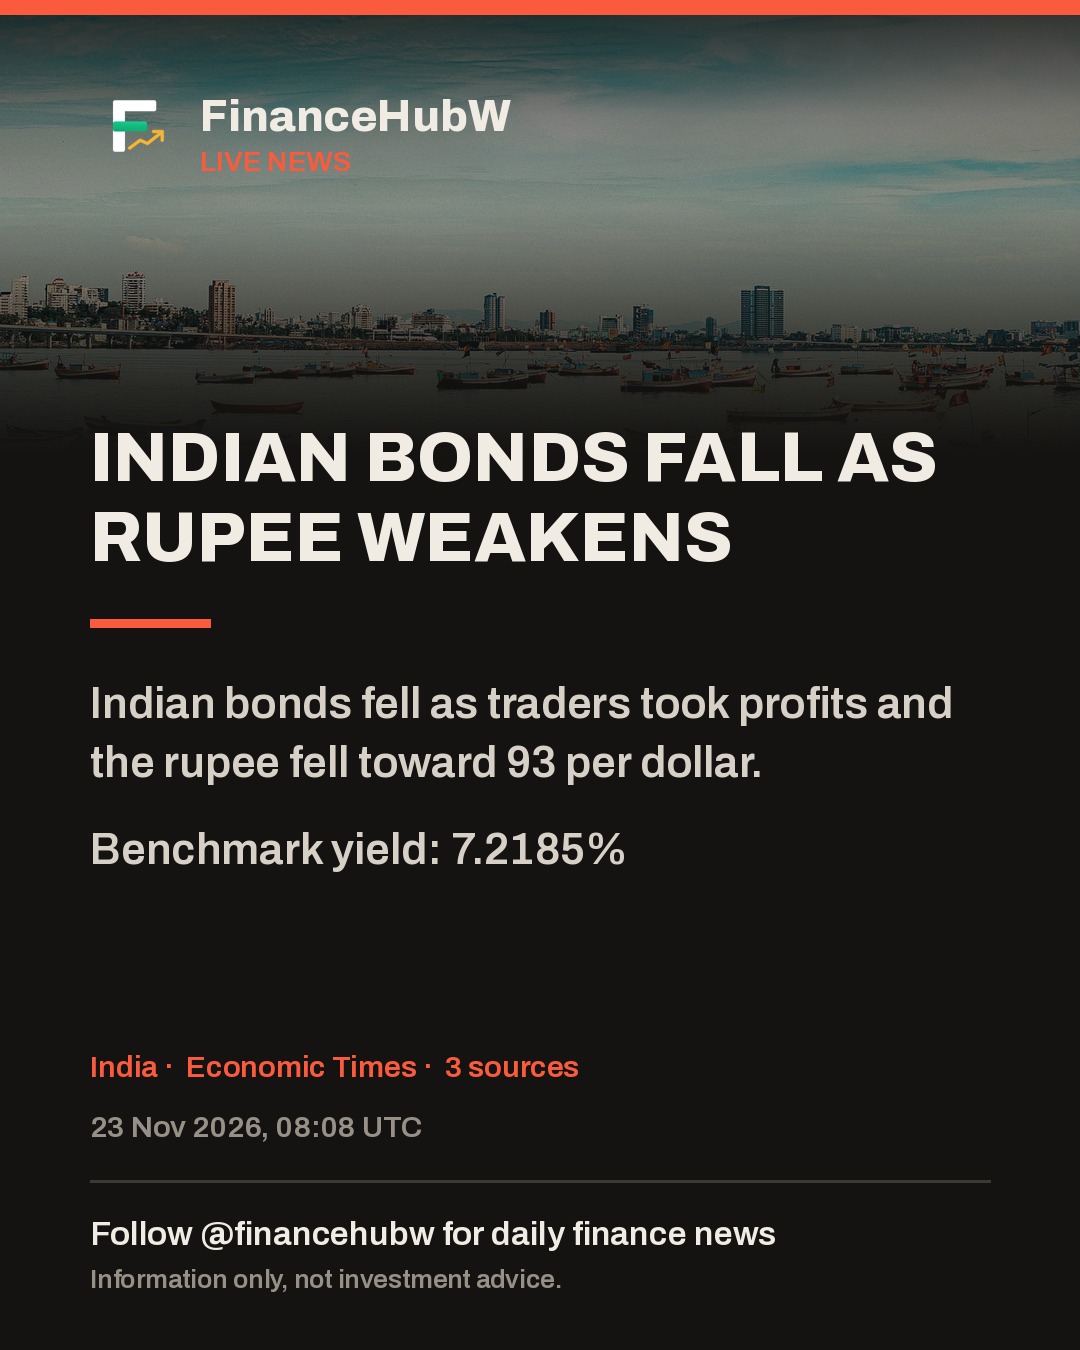 FinanceHubW
LIVE NEWS
INDIAN BONDS FALL AS
RUPEE WEAKENS
Indian bonds fell as traders took profits and
the rupee fell toward 93 per dollar.
Benchmark yield: 7.2185%
India · Economic Times · 3 sources
23 Nov 2026, 08:08 UTC
Follow @financehubw for daily finance news
Information only, not investment advice.